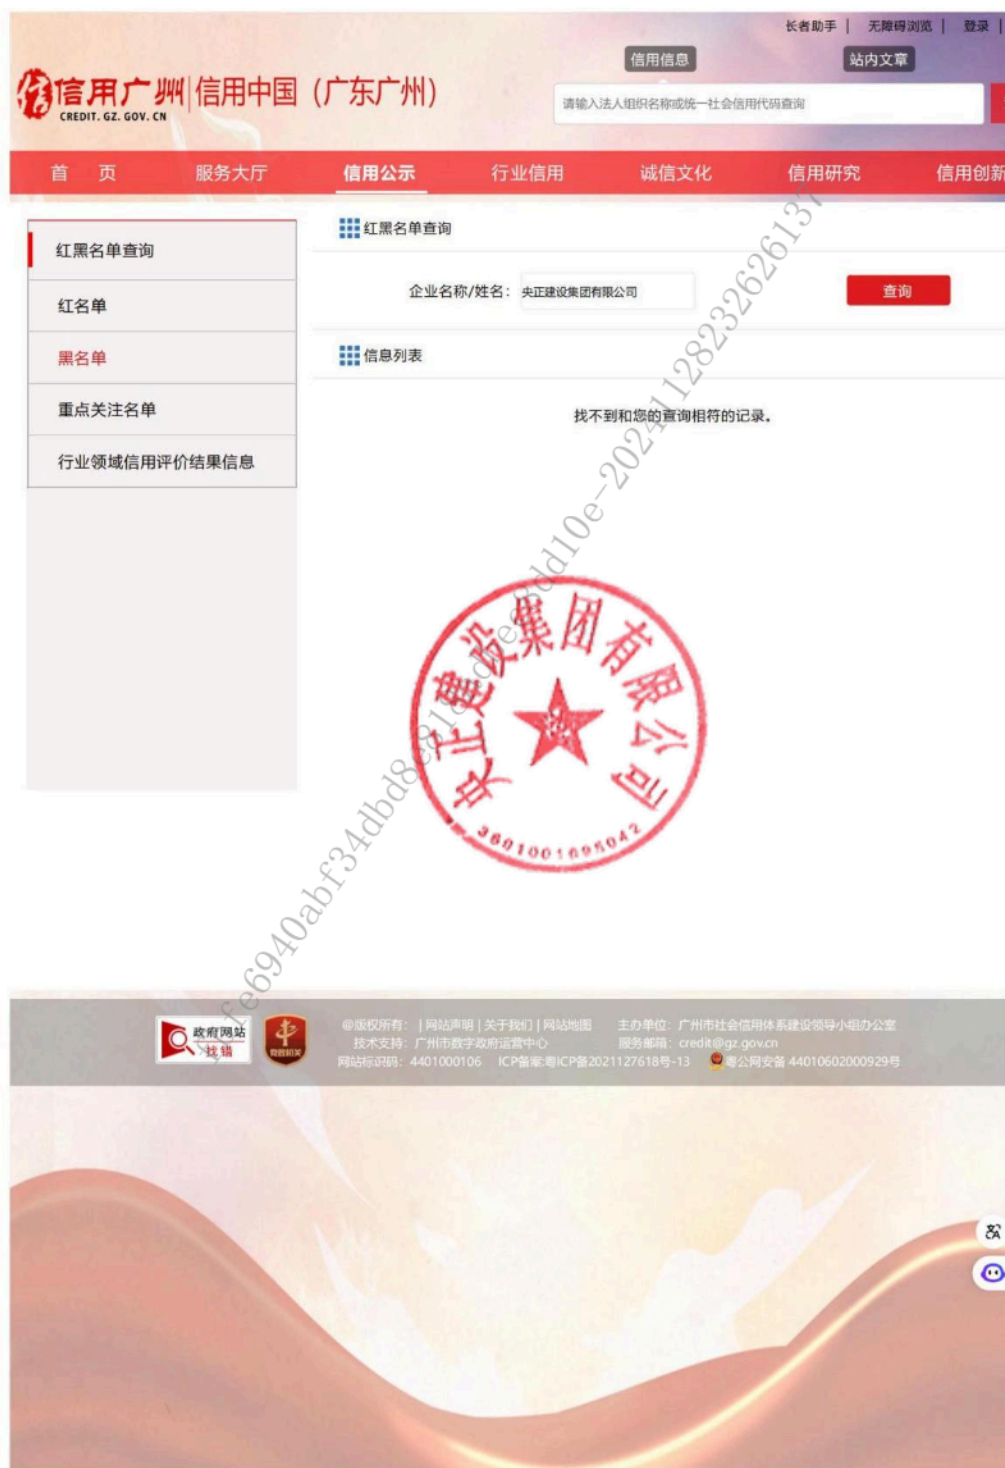 长者助手 | 无障碍浏览 | 登录 |
信用信息 站内文章
信用广州 | 信用中国（广东广州）
CREDIT. GZ. GOV. CN
请输入法人组织名称或统一社会信用代码查询
首 页 服务大厅 信用公示 行业信用 诚信文化 信用研究 信用创新
红黑名单查询
红名单
黑名单
重点关注名单
行业领域信用评价结果信息
红黑名单查询
企业名称/姓名： 央正建设集团有限公司 查询
信息列表
找不到和您的查询相符的记录。
央正建设集团有限公司
3601001695042
政府网站
找错
党政机关
©版权所有： | 网站声明 | 关于我们 | 网站地图 主办单位：广州市社会信用体系建设领导小组办公室
技术支持：广州市数字政府运营中心 服务邮箱：credit@gz.gov.cn
网站标识码：4401000106 ICP备案:粤ICP备2021127618号-13 粤公网安备 44010602000929号